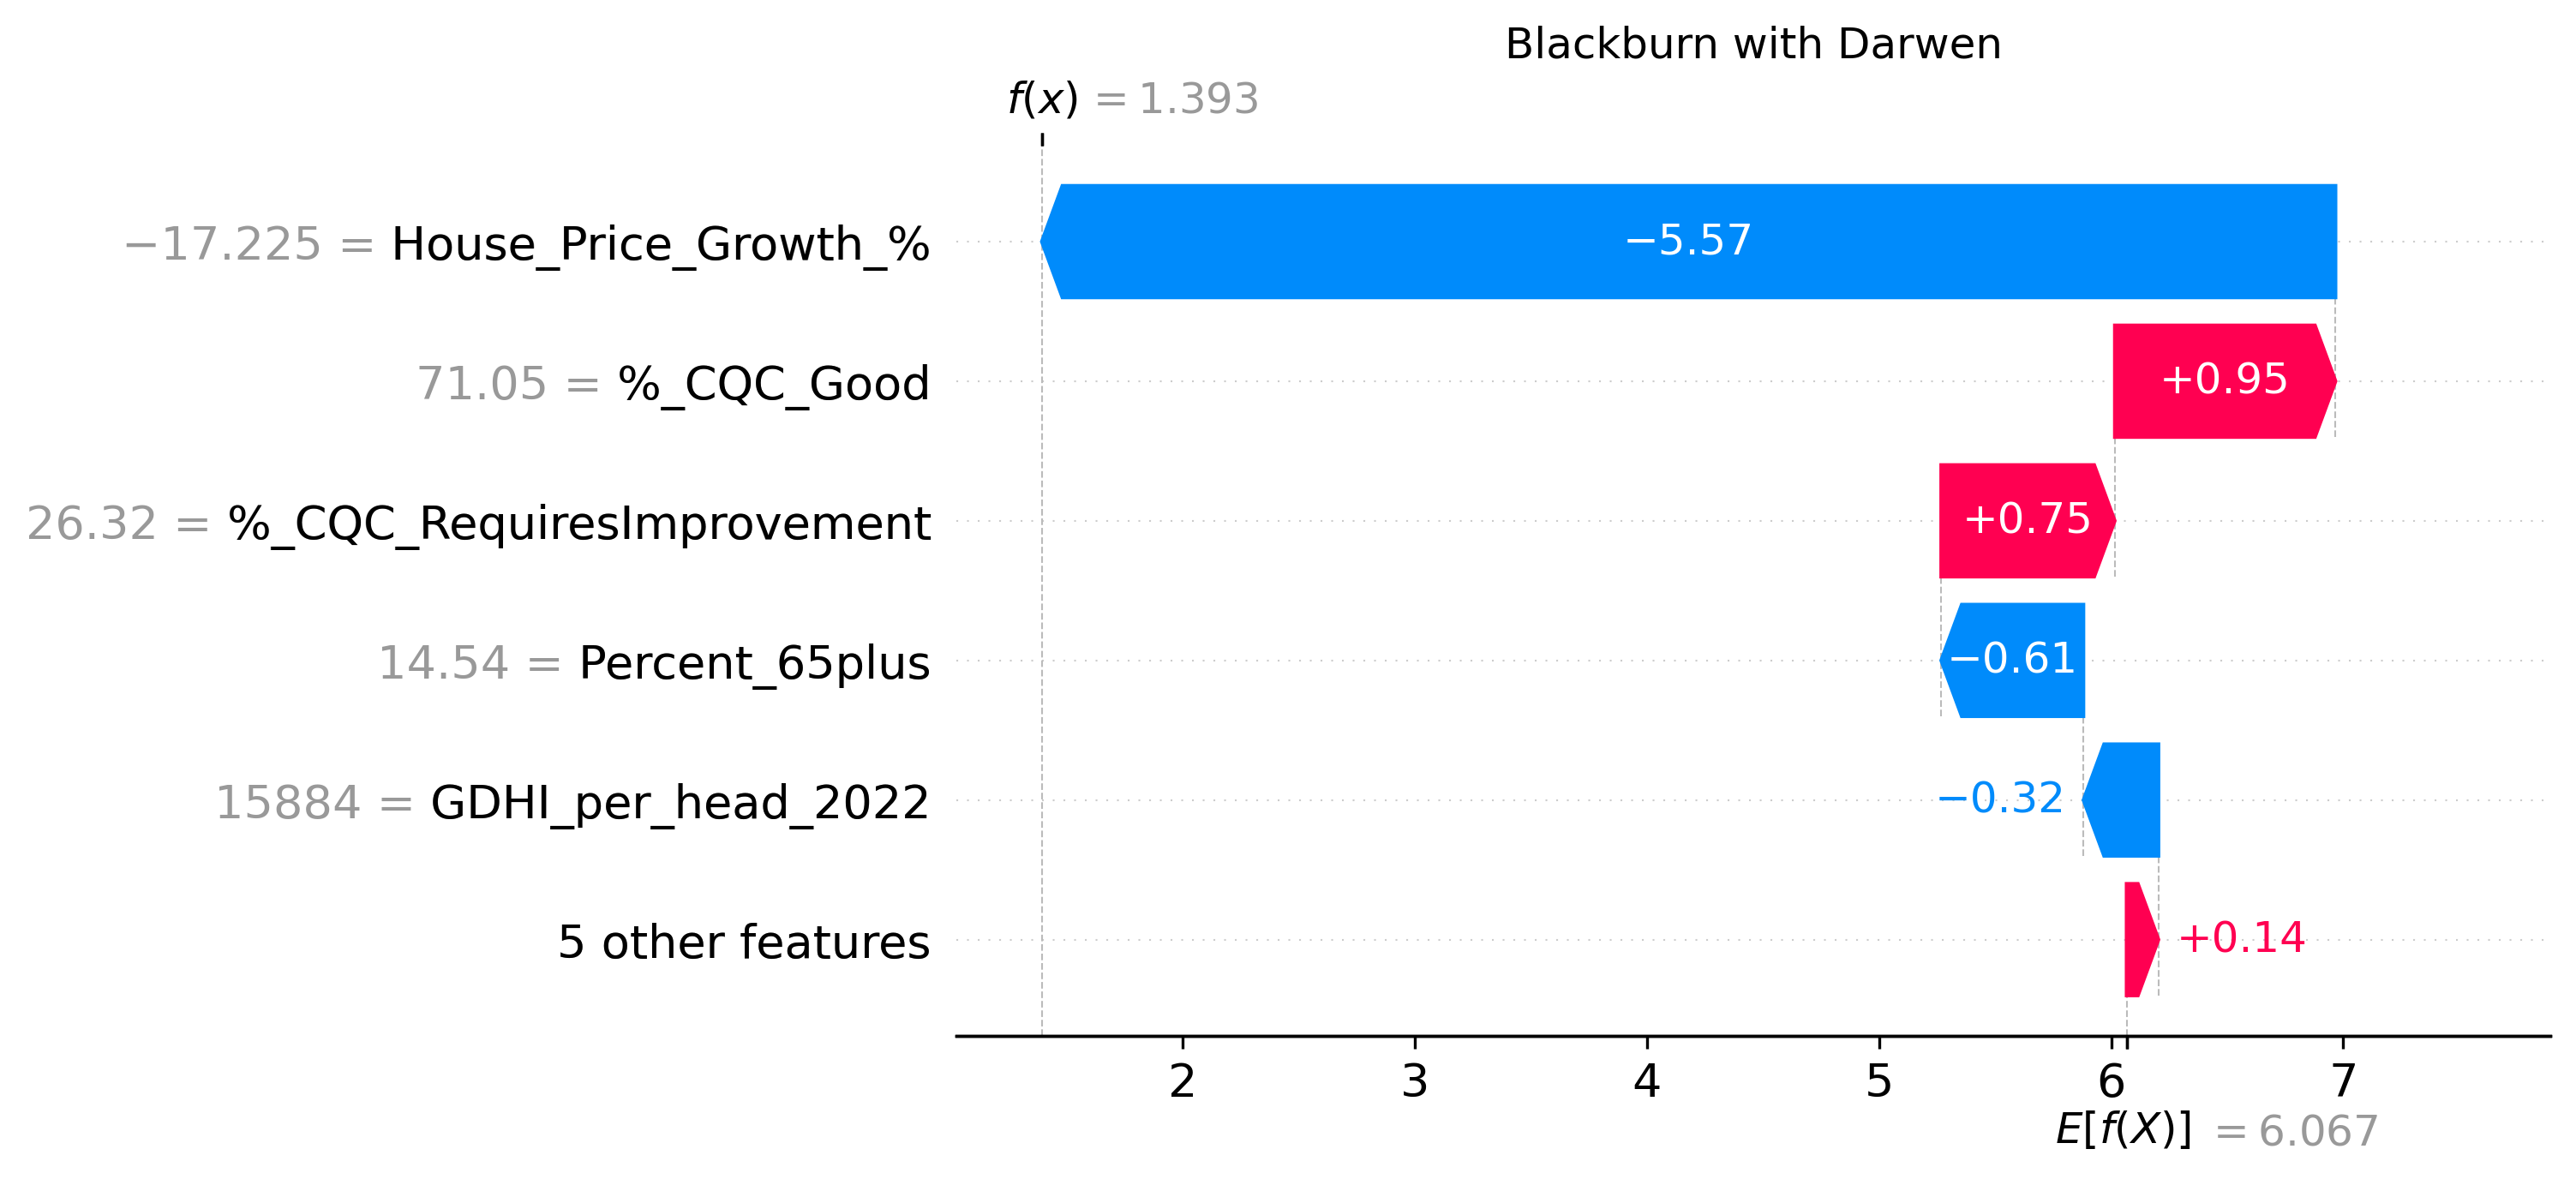 Blackburn with Darwen
f(x) = 1.393
−17.225 = House_Price_Growth_%
−5.57
71.05 = %_CQC_Good
+0.95
26.32 = %_CQC_RequiresImprovement
+0.75
14.54 = Percent_65plus
−0.61
15884 = GDHI_per_head_2022
−0.32
5 other features
+0.14
2 3 4 5 6 7
E[f(X)] = 6.067